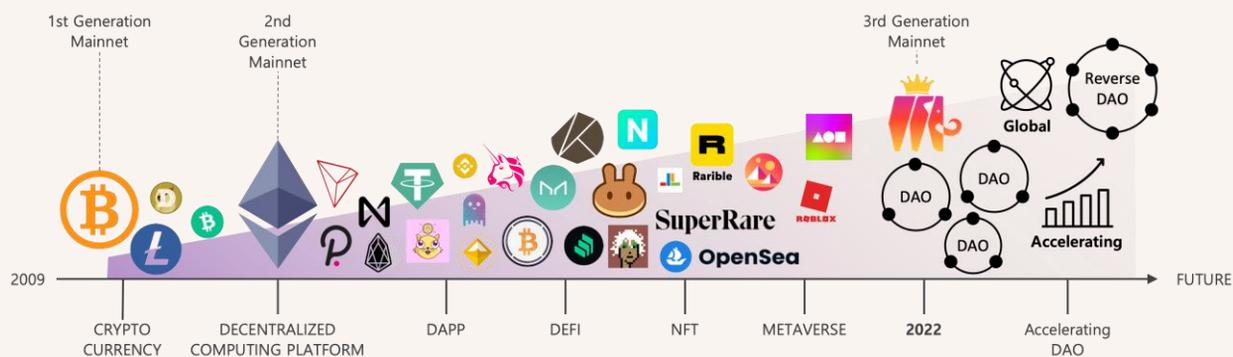 1st Generation
Mainnet
2nd
Generation
Mainnet
3rd Generation
Mainnet
Reverse
DAO
Global
N
R
Rarible
DAO
DAO
DAO
SuperRare
ROBLOX
OpenSea
Accelerating
2009
FUTURE
CRYPTO
CURRENCY
DECENTRALIZED
COMPUTING PLATFORM
DAPP
DEFI
NFT
METAVERSE
2022
Accelerating
DAO